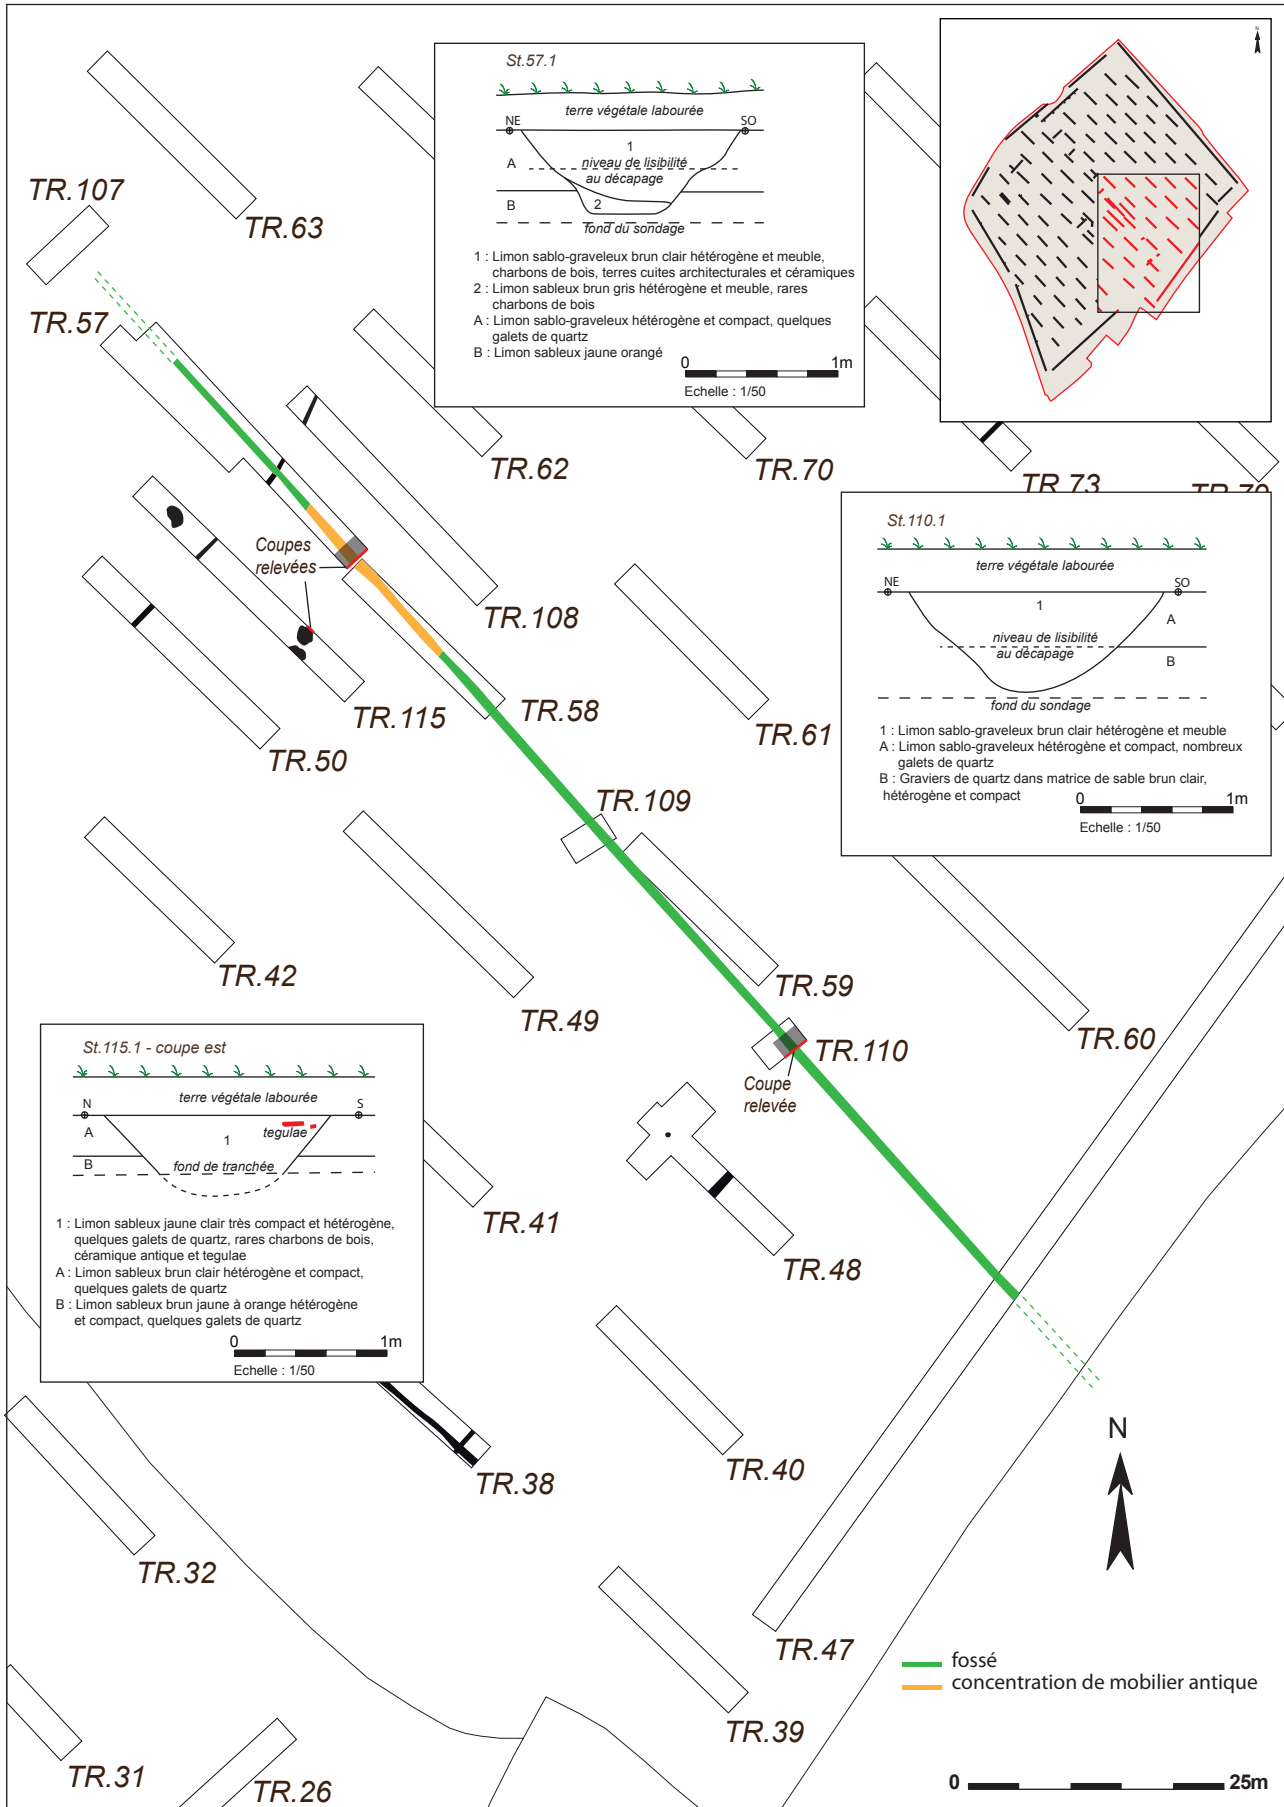 TR.107
TR.63
TR.57
St.57.1
terre végétale labourée
NE
SO
1
A
niveau de lisibilité
au décapage
B
2
fond du sondage
1 : Limon sablo-graveleux brun clair hétérogène et meuble,
charbons de bois, terres cuites architecturales et céramiques
2 : Limon sableux brun gris hétérogène et meuble, rares
charbons de bois
A : Limon sablo-graveleux hétérogène et compact, quelques
galets de quartz
B : Limon sableux jaune orangé
0
1m
Echelle : 1/50
N
TR.62
TR.70
TR.73
TR.79
Coupes
relevées
TR.108
TR.115
TR.58
TR.50
TR.61
St.110.1
terre végétale labourée
NE
SO
1
A
niveau de lisibilité
au décapage
B
fond du sondage
1 : Limon sablo-graveleux brun clair hétérogène et meuble
A : Limon sablo-graveleux hétérogène et compact, nombreux
galets de quartz
B : Graviers de quartz dans matrice de sable brun clair,
hétérogène et compact
0
1m
Echelle : 1/50
TR.109
TR.42
TR.49
TR.59
TR.60
TR.110
Coupe
relevée
St.115.1 - coupe est
terre végétale labourée
N
S
A
1
tegulae
B
fond de tranchée
1 : Limon sableux jaune clair très compact et hétérogène,
quelques galets de quartz, rares charbons de bois,
céramique antique et tegulae
A : Limon sableux brun clair hétérogène et compact,
quelques galets de quartz
B : Limon sableux brun jaune à orange hétérogène
et compact, quelques galets de quartz
0
1m
Echelle : 1/50
TR.41
TR.48
TR.38
TR.40
N
TR.32
TR.47
TR.39
TR.31
TR.26
fossé
concentration de mobilier antique
0
25m